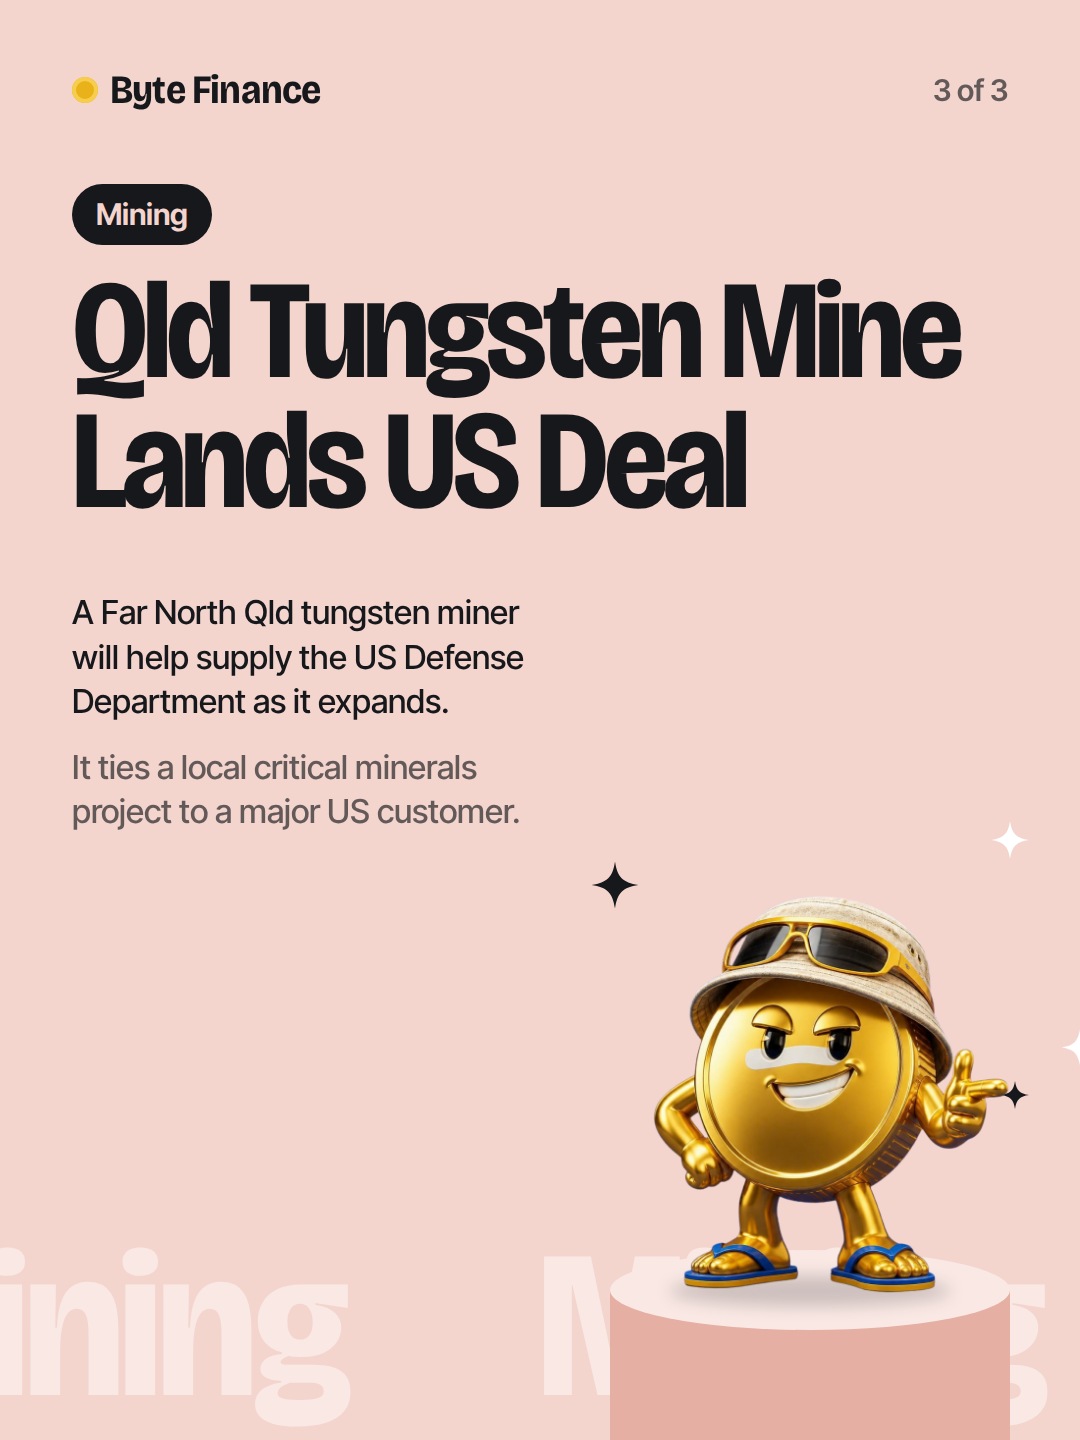 Byte Finance
3 of 3
Mining
Qld Tungsten Mine
Lands US Deal
A Far North Qld tungsten miner
will help supply the US Defense
Department as it expands.
It ties a local critical minerals
project to a major US customer.
ining M g